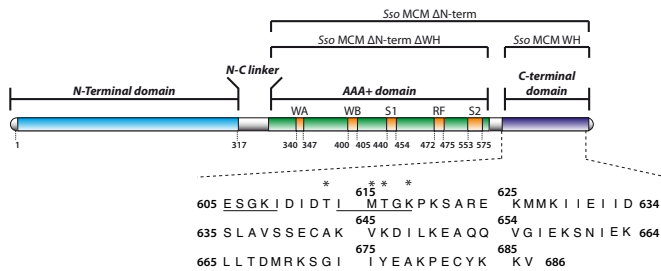 Sso MCM ΔN-term
Sso MCM ΔN-term ΔWH
Sso MCM WH
N-C linker
N-Terminal domain
AAA+ domain
C-terminal
domain
WA WB S1 RF S2
1 317 340 347 400 405 440 454 472 475 553 575
* * * *
615 625
605 E S G K I D I D T I M T G K P K S A R E K M M K I I E I I D 634
645 654
635 S L A V S S E C A K V K D I L K E A Q Q V G I E K S N I E K 664
675 685
665 L L T D M R K S G I I Y E A K P E C Y K K V 686